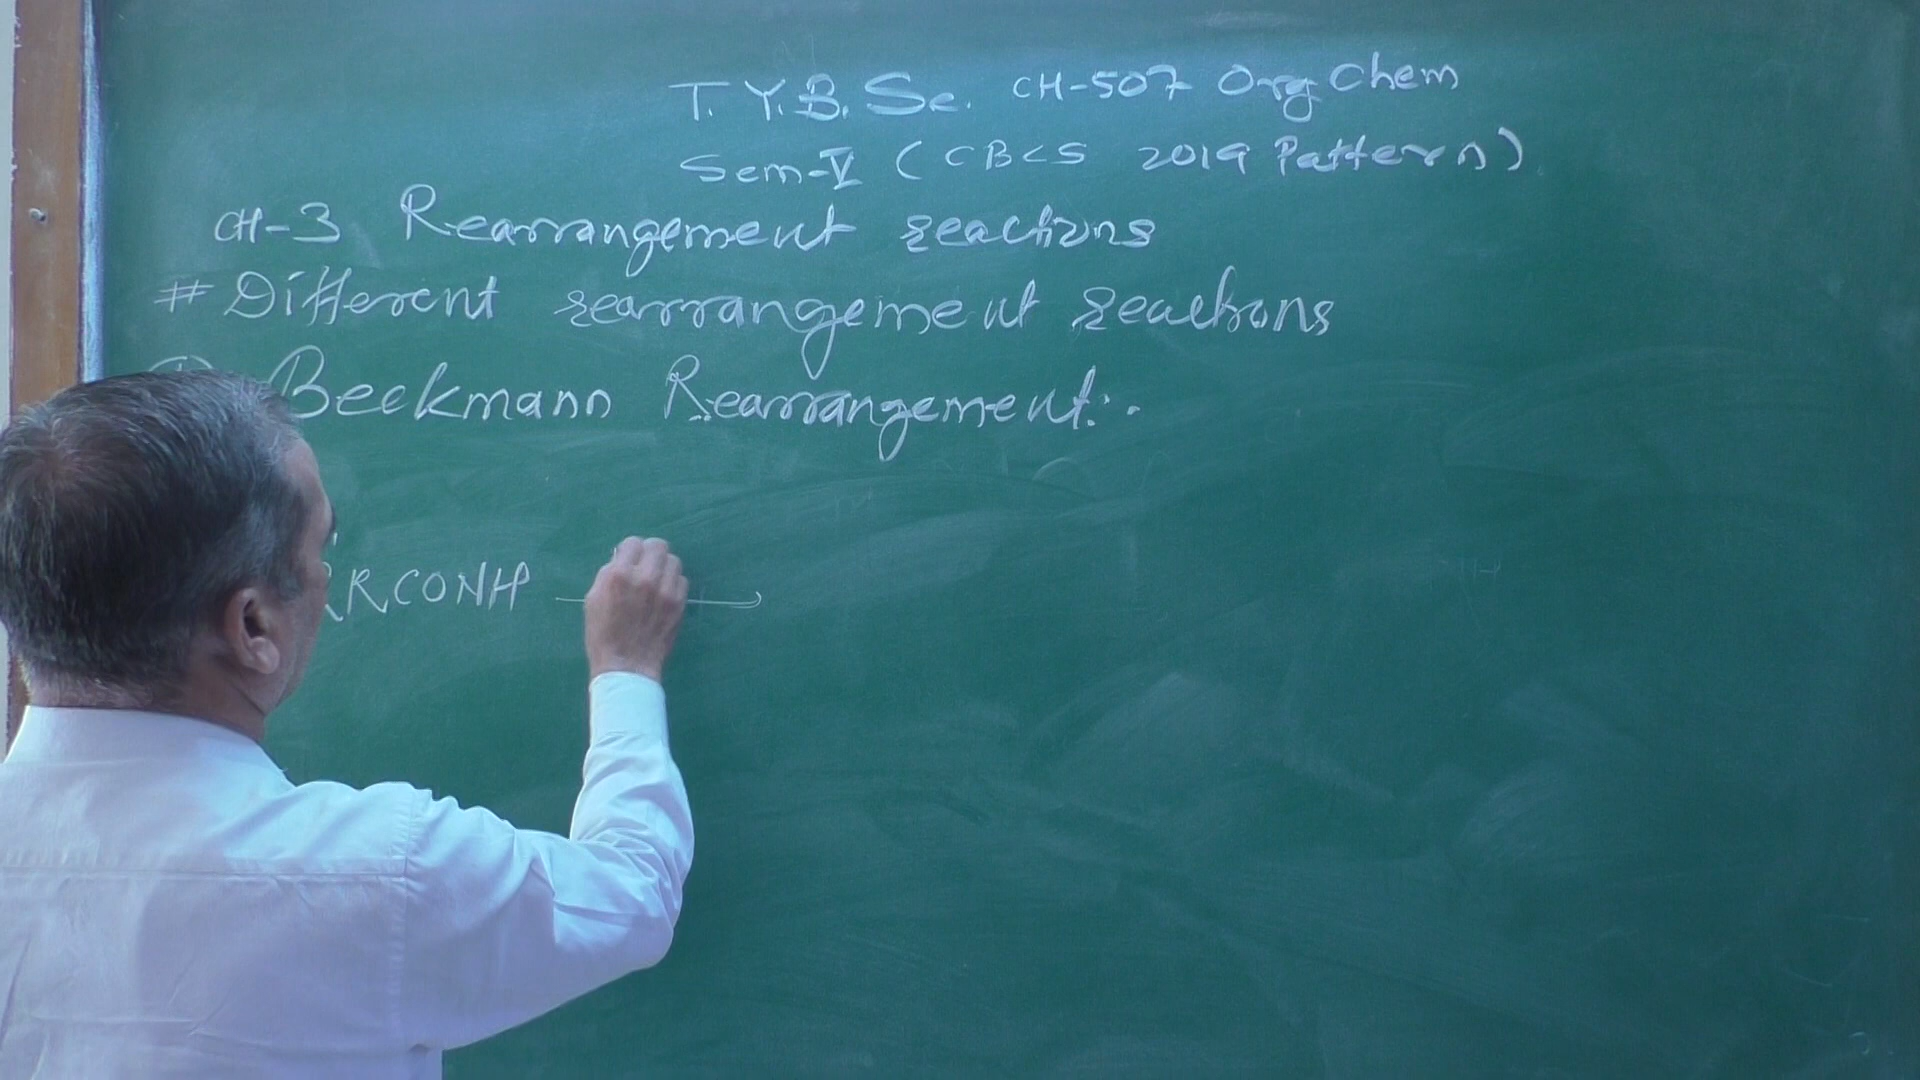 T.Y.B.Sc. CH-507 Org Chem
Sem-V (CBCS 2019 Pattern)
CH-3 Rearrangement reactions
# Different rearrangement reactions
Beckmann Rearrangement:-
RCONH